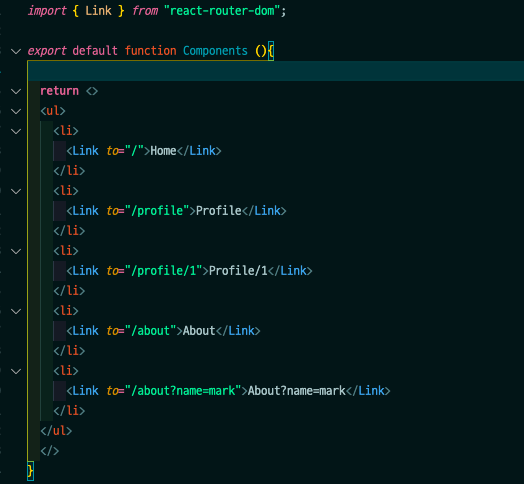 import { Link } from "react-router-dom";
export default function Components (){
return <>
<ul>
<li>
<Link to="/">Home</Link>
</li>
<li>
<Link to="/profile">Profile</Link>
</li>
<li>
<Link to="/profile/1">Profile/1</Link>
</li>
<li>
<Link to="/about">About</Link>
</li>
<li>
<Link to="/about?name=mark">About?name=mark</Link>
</li>
</ul>
</>
}